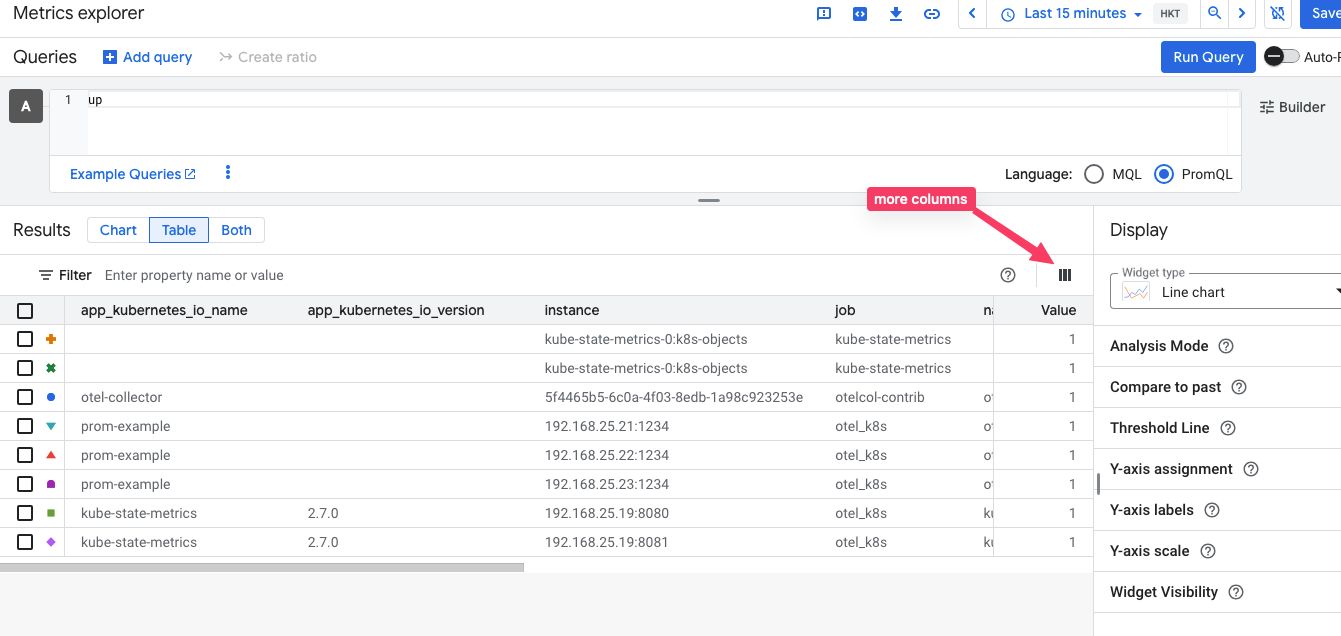 Metrics explorer
Last 15 minutes HKT Save
Queries Add query Create ratio Run Query Auto-
A 1 up Builder
Example Queries Language: MQL PromQL
more columns
Results Chart Table Both Display
Filter Enter property name or value
Widget type
Line chart
app_kubernetes_io_name app_kubernetes_io_version instance job Value
kube-state-metrics-0:k8s-objects kube-state-metrics 1
kube-state-metrics-0:k8s-objects kube-state-metrics 1
otel-collector 5f4465b5-6c0a-4f03-8edb-1a98c923253e otelcol-contrib 1
prom-example 192.168.25.21:1234 otel_k8s 1
prom-example 192.168.25.22:1234 otel_k8s 1
prom-example 192.168.25.23:1234 otel_k8s 1
kube-state-metrics 2.7.0 192.168.25.19:8080 otel_k8s 1
kube-state-metrics 2.7.0 192.168.25.19:8081 otel_k8s 1
Analysis Mode
Compare to past
Threshold Line
Y-axis assignment
Y-axis labels
Y-axis scale
Widget Visibility